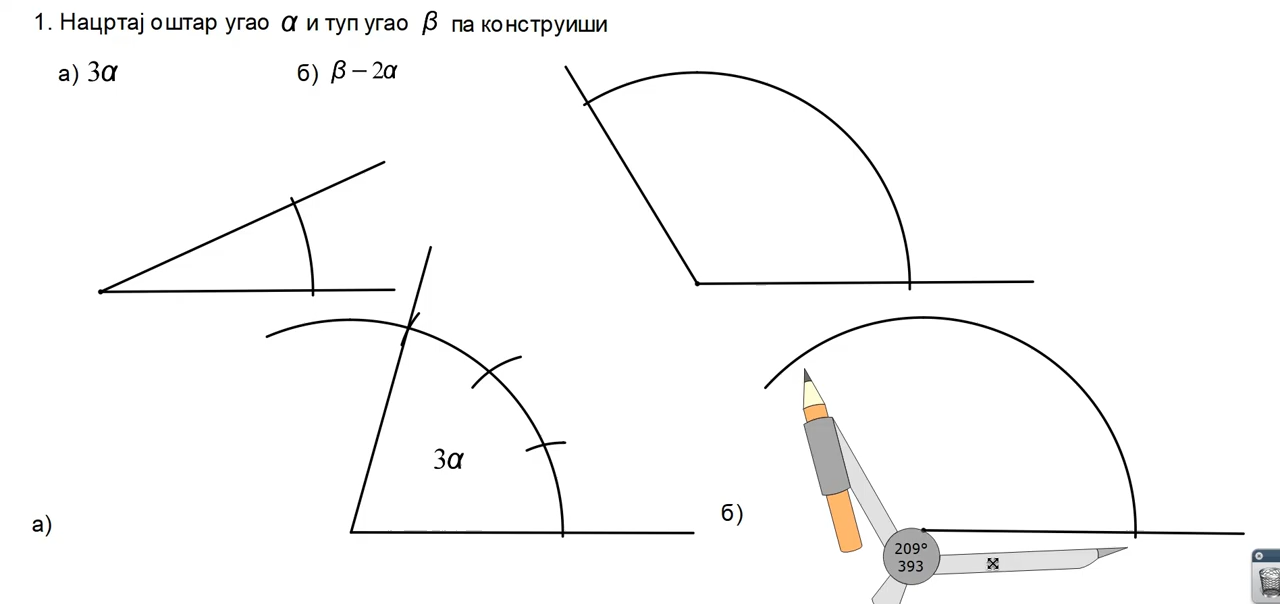 1. Нацртај оштар угао α и туп угао β па конструиши
а) 3α б) β − 2α
3α
а)
б)
209°
393